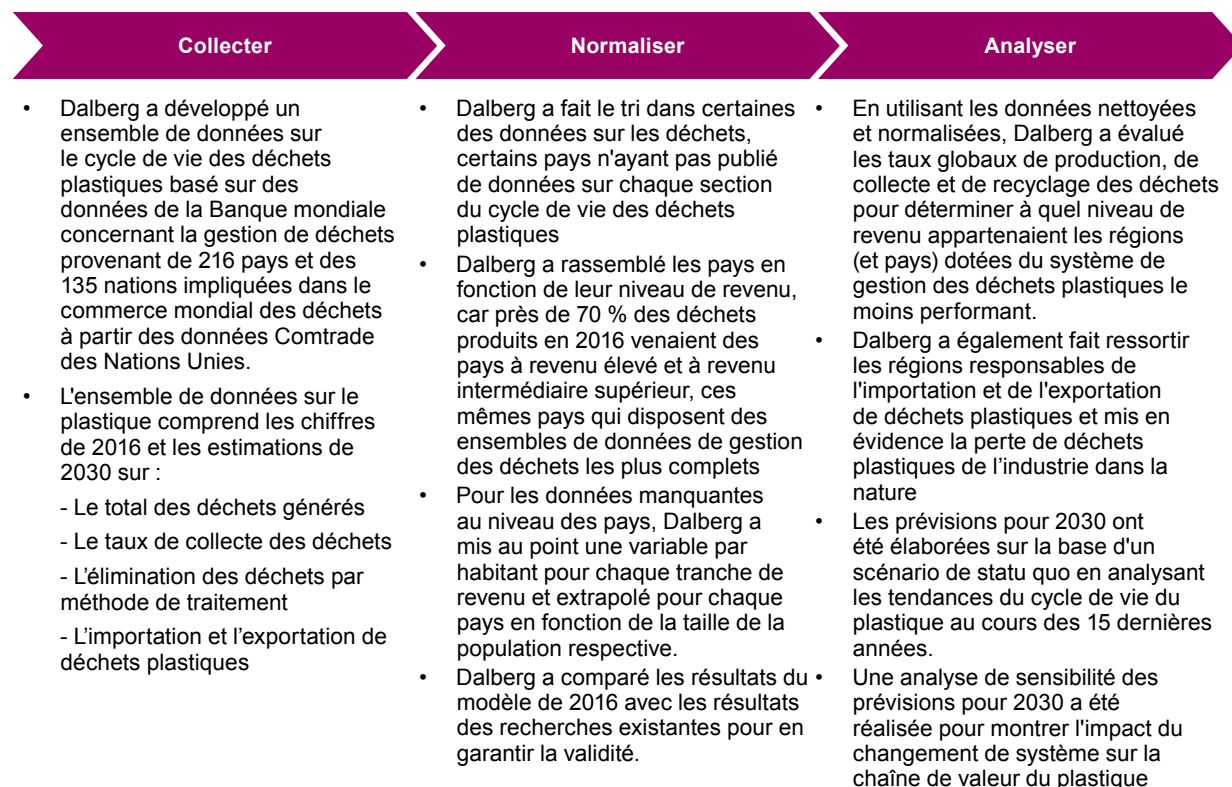 Collecter
• Dalberg a développé un
ensemble de données sur
le cycle de vie des déchets
plastiques basé sur des
données de la Banque mondiale
concernant la gestion de déchets
provenant de 216 pays et des
135 nations impliquées dans le
commerce mondial des déchets
à partir des données Comtrade
des Nations Unies.
• L'ensemble de données sur le
plastique comprend les chiffres
de 2016 et les estimations de
2030 sur :
- Le total des déchets générés
- Le taux de collecte des déchets
- L’élimination des déchets par
méthode de traitement
- L’importation et l’exportation de
déchets plastiques
Normaliser
• Dalberg a fait le tri dans certaines
des données sur les déchets,
certains pays n'ayant pas publié
de données sur chaque section
du cycle de vie des déchets
plastiques
• Dalberg a rassemblé les pays en
fonction de leur niveau de revenu,
car près de 70 % des déchets
produits en 2016 venaient des
pays à revenu élevé et à revenu
intermédiaire supérieur, ces
mêmes pays qui disposent des
ensembles de données de gestion
des déchets les plus complets
• Pour les données manquantes
au niveau des pays, Dalberg a
mis au point une variable par
habitant pour chaque tranche de
revenu et extrapolé pour chaque
pays en fonction de la taille de la
population respective.
• Dalberg a comparé les résultats du
modèle de 2016 avec les résultats
des recherches existantes pour en
garantir la validité.
Analyser
• En utilisant les données nettoyées
et normalisées, Dalberg a évalué
les taux globaux de production, de
collecte et de recyclage des déchets
pour déterminer à quel niveau de
revenu appartenaient les régions
(et pays) dotées du système de
gestion des déchets plastiques le
moins performant.
• Dalberg a également fait ressortir
les régions responsables de
l'importation et de l'exportation
de déchets plastiques et mis en
évidence la perte de déchets
plastiques de l’industrie dans la
nature
• Les prévisions pour 2030 ont
été élaborées sur la base d'un
scénario de statu quo en analysant
les tendances du cycle de vie du
plastique au cours des 15 dernières
années.
• Une analyse de sensibilité des
prévisions pour 2030 a été
réalisée pour montrer l'impact du
changement de système sur la
chaîne de valeur du plastique